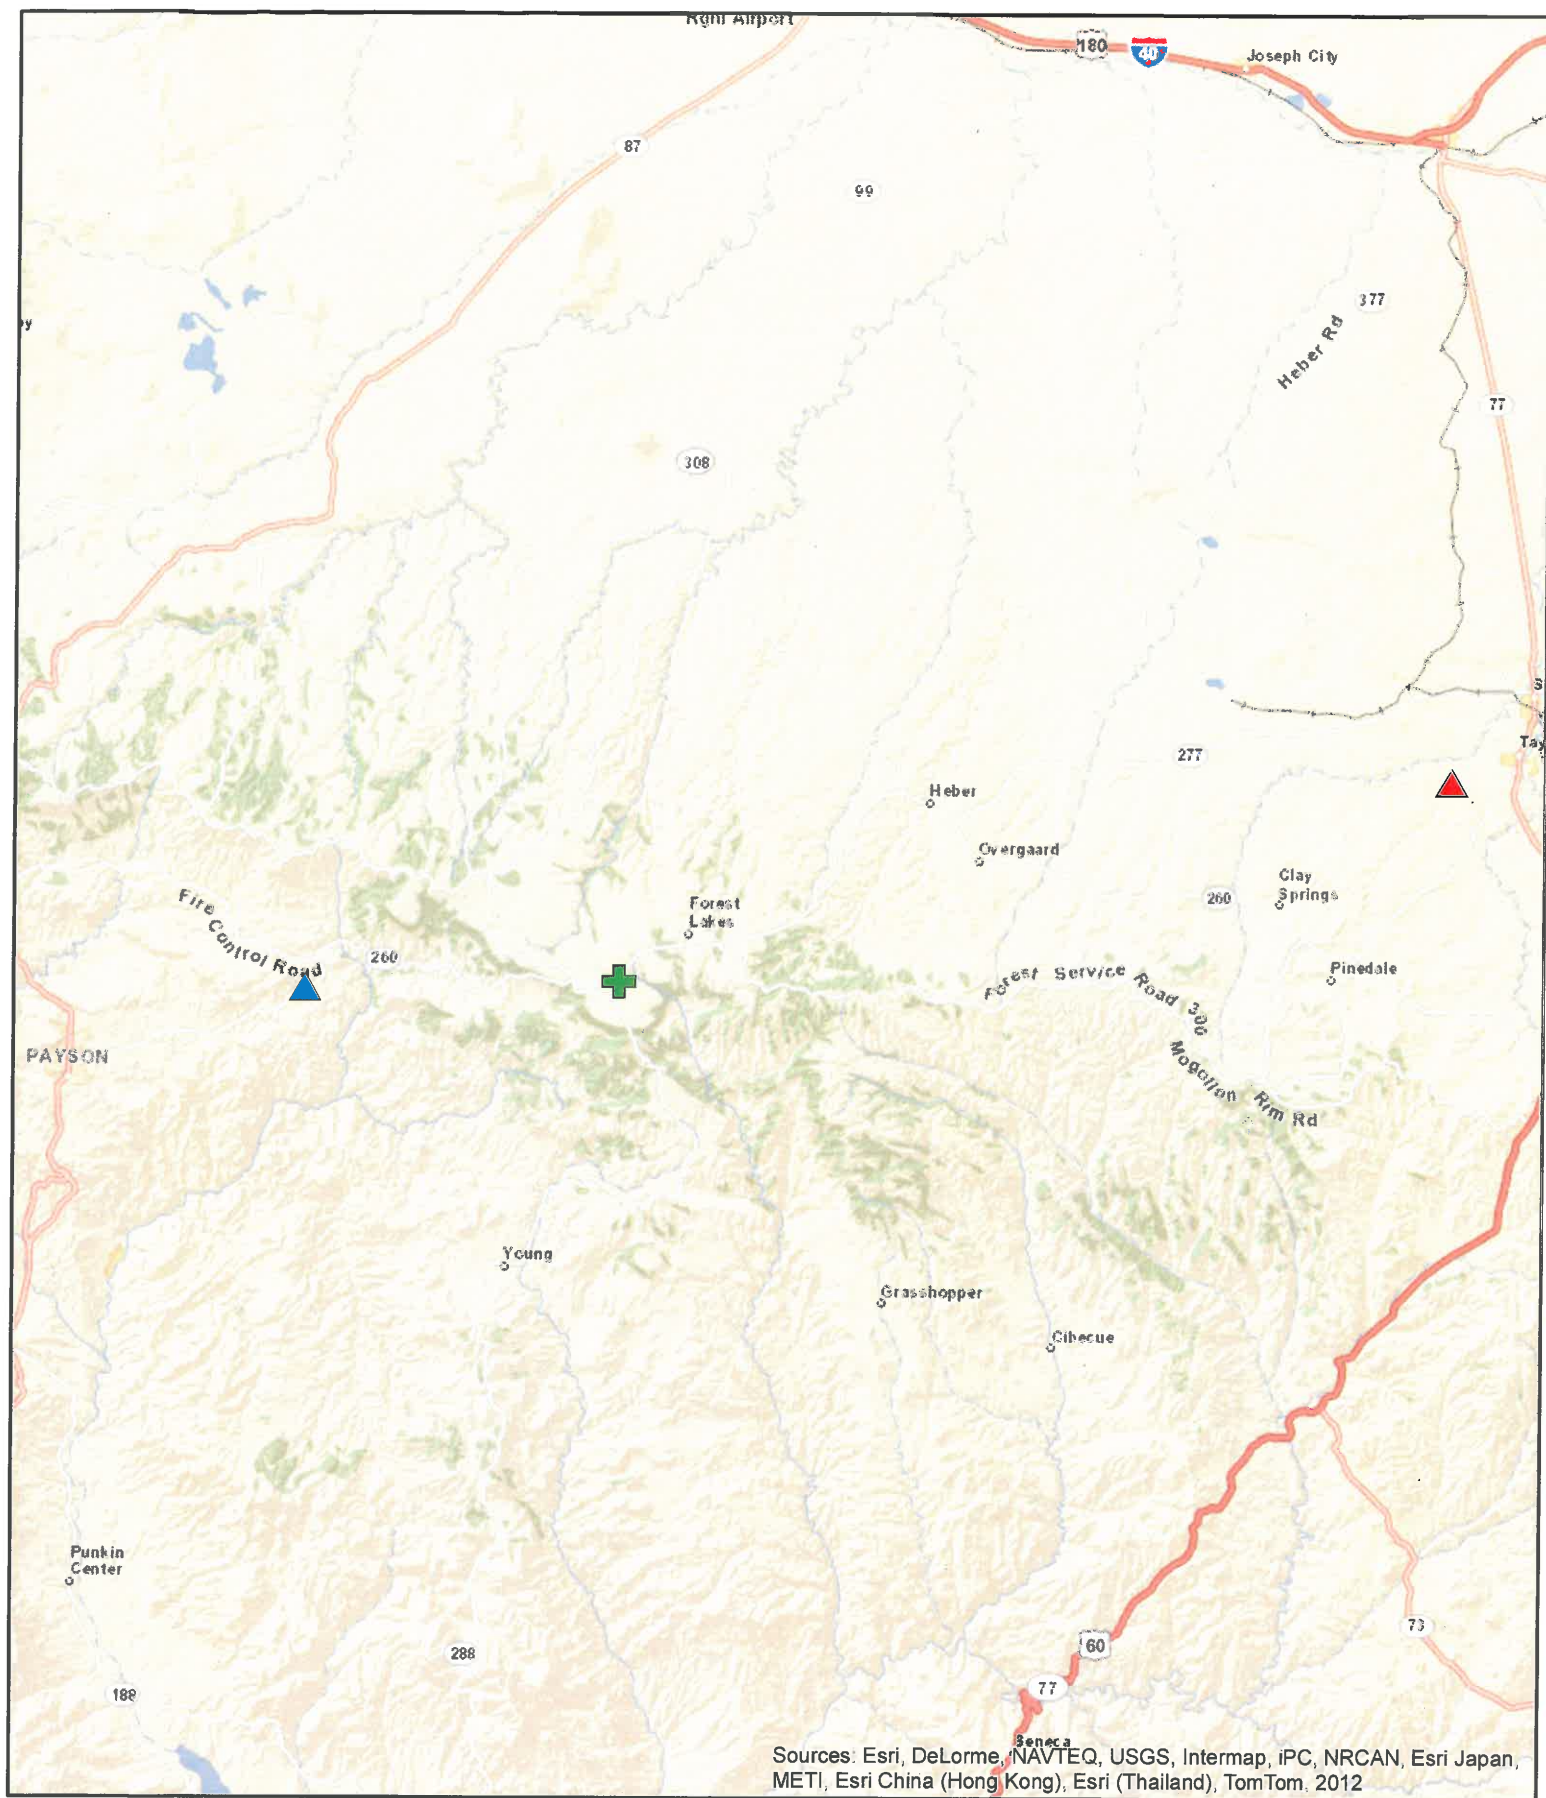 Airport
180
40
Joseph City
87
99
377
Heber Rd
77
308
277
Heber
Overgaard
Clay
Springs
260
Forest
Lakes
Fire
Control Road
260
Forest Service Road 300
Pinedale
PAYSON
Mogollon Rim Rd
Young
Grasshopper
Cibecue
Punkin
Center
73
60
288
77
188
Seneca
Sources: Esri, DeLorme, NAVTEQ, USGS, Intermap, iPC, NRCAN, Esri Japan,
METI, Esri China (Hong Kong), Esri (Thailand), TomTom, 2012